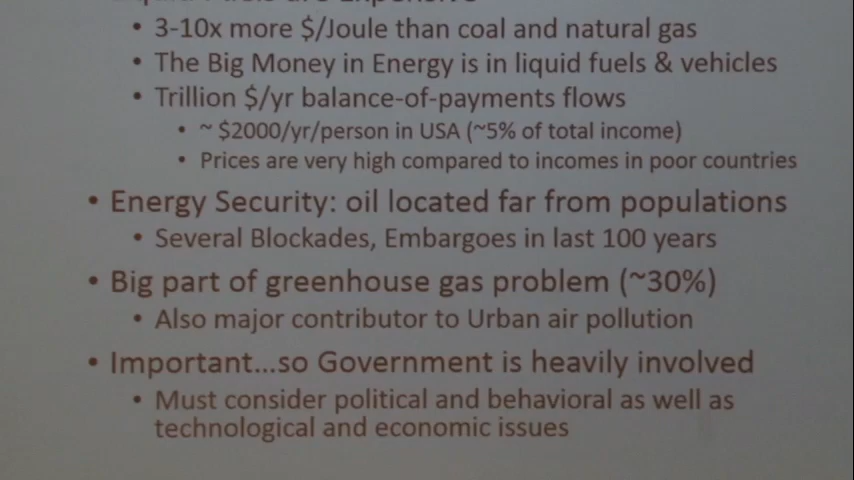 • 3-10x more $/Joule than coal and natural gas
• The Big Money in Energy is in liquid fuels & vehicles
• Trillion $/yr balance-of-payments flows
• ~ $2000/yr/person in USA (~5% of total income)
• Prices are very high compared to incomes in poor countries
• Energy Security: oil located far from populations
• Several Blockades, Embargoes in last 100 years
• Big part of greenhouse gas problem (~30%)
• Also major contributor to Urban air pollution
• Important...so Government is heavily involved
• Must consider political and behavioral as well as
technological and economic issues